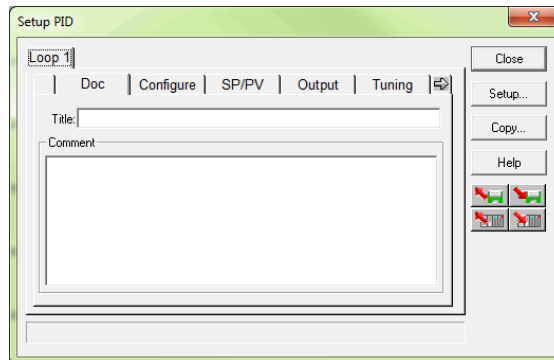 Setup PID
Loop 1
Close
Doc Configure SP/PV Output Tuning
Setup...
Title:
Copy...
Comment
Help